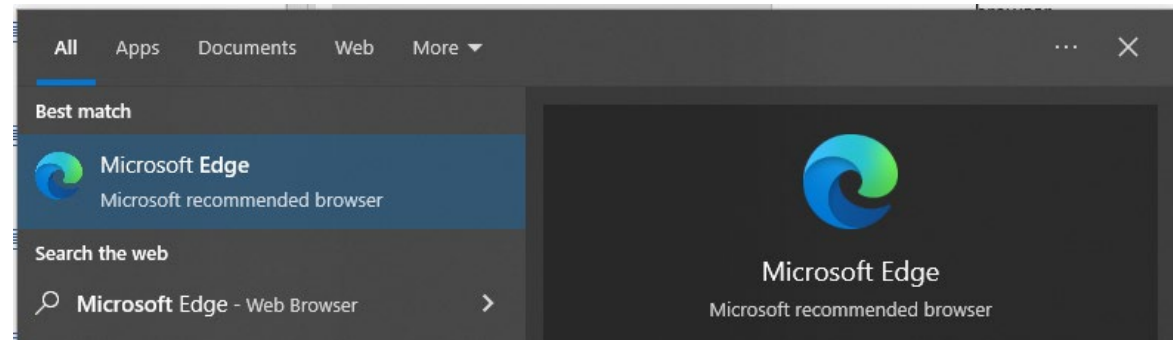 browser
All Apps Documents Web More
Best match
Microsoft Edge
Microsoft recommended browser
Search the web
Microsoft Edge - Web Browser
Microsoft Edge
Microsoft recommended browser